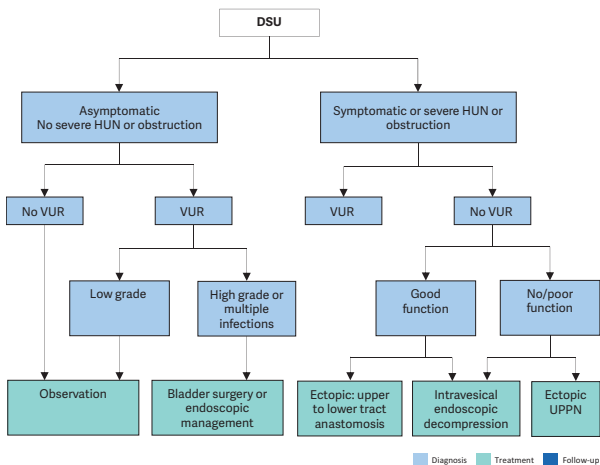 DSU
Asymptomatic
No severe HUN or obstruction
Symptomatic or severe HUN or
obstruction
No VUR
VUR
VUR
No VUR
Low grade
High grade or
multiple
infections
Good
function
No/poor
function
Observation
Bladder surgery or
endoscopic
management
Ectopic: upper
to lower tract
anastomosis
Intravesical
endoscopic
decompression
Ectopic
UPPN
Diagnosis
Treatment
Follow-up